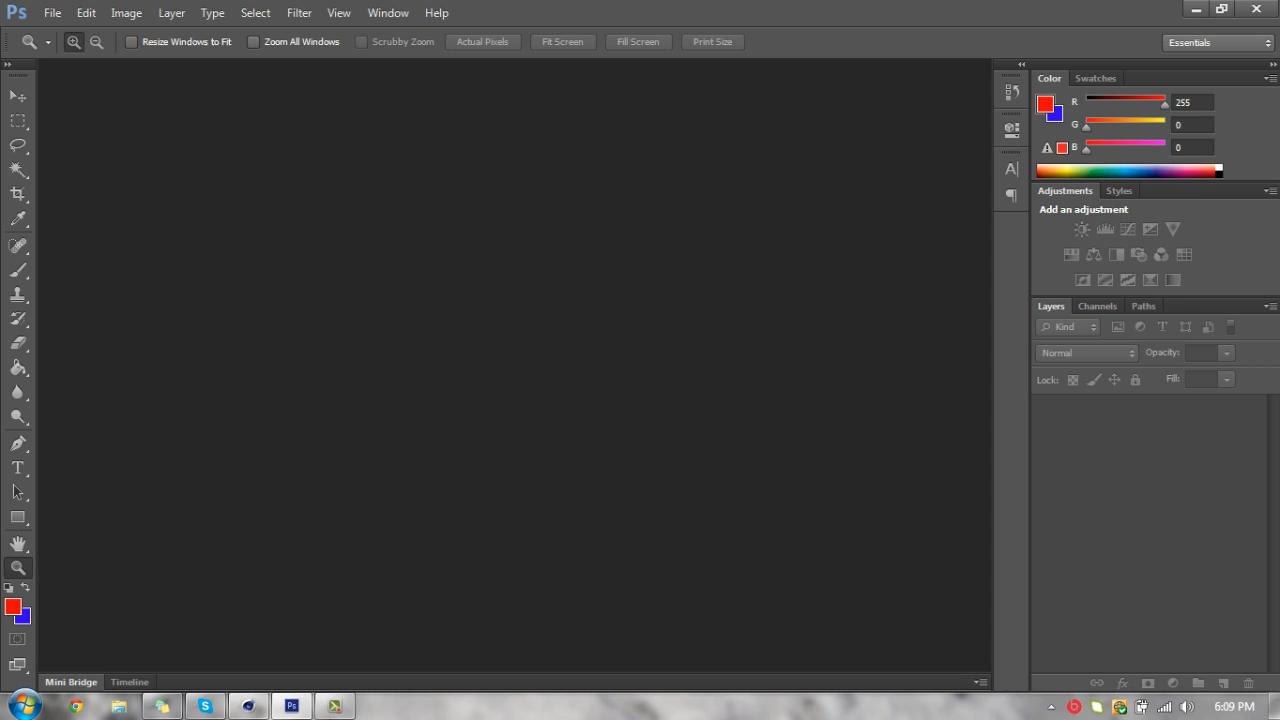 Ps File Edit Image Layer Type Select Filter View Window Help
Resize Windows to Fit Zoom All Windows Scrubby Zoom Actual Pixels Fit Screen Fill Screen Print Size Essentials
Color Swatches
R 255
G 0
B 0
Adjustments Styles
Add an adjustment
Layers Channels Paths
Kind
Normal Opacity:
Lock: Fill:
Mini Bridge Timeline
6:09 PM